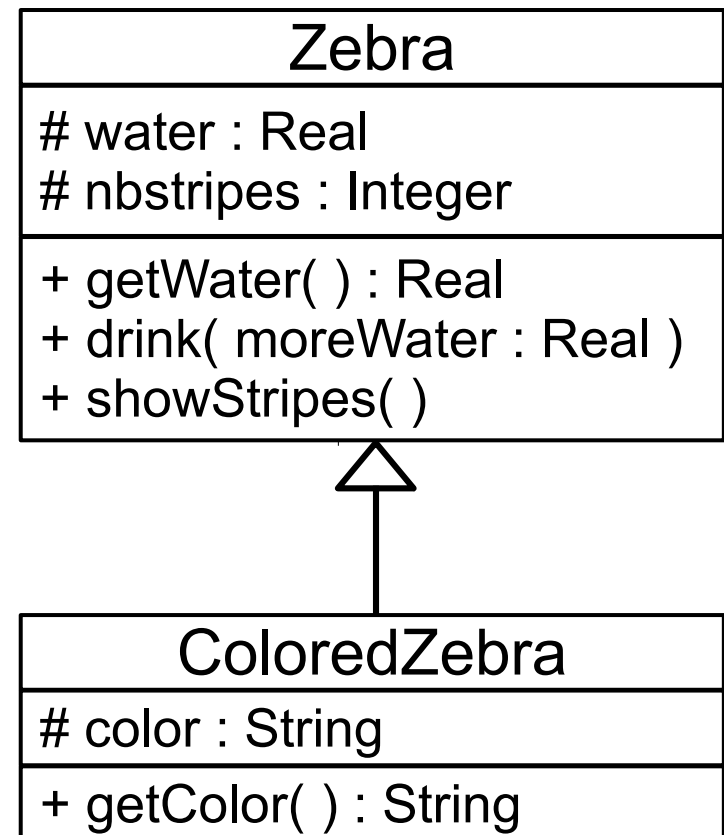 Zebra
# water : Real
# nbstripes : Integer
+ getWater( ) : Real
+ drink( moreWater : Real )
+ showStripes( )
ColoredZebra
# color : String
+ getColor( ) : String